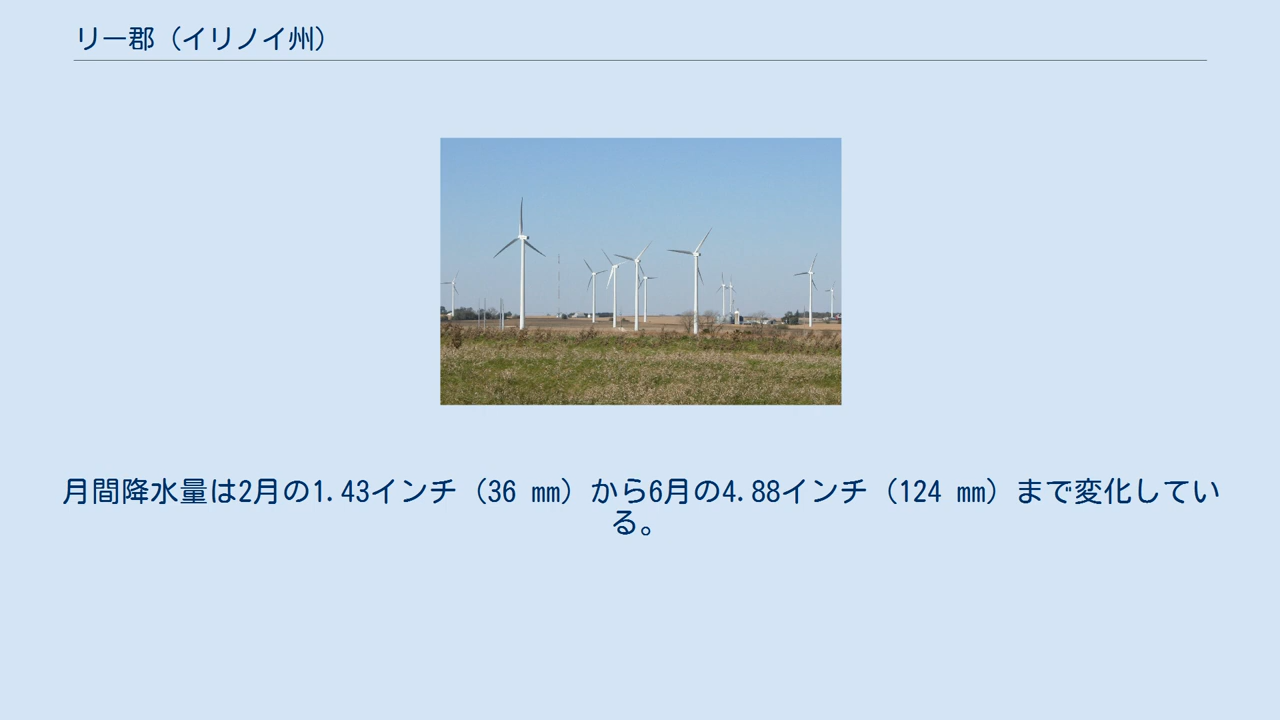 リー郡（イリノイ州）
月間降水量は2月の1.43インチ（36 mm）から6月の4.88インチ（124 mm）まで変化してい
る。